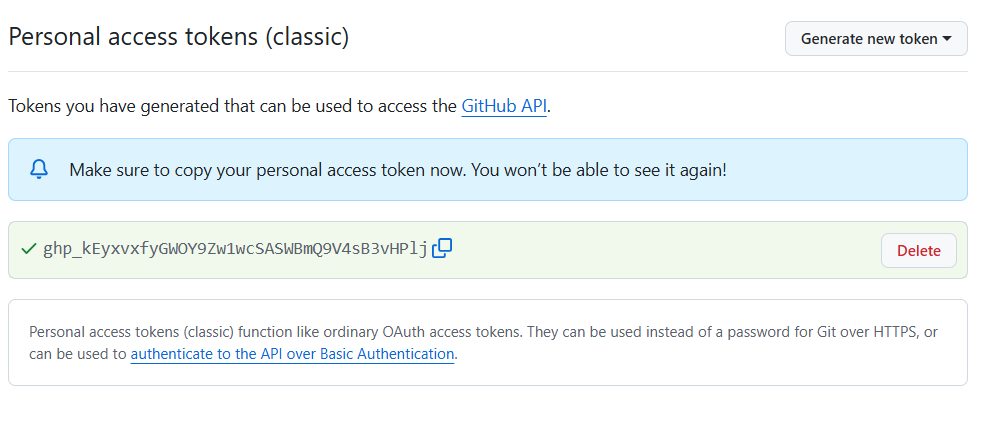 Personal access tokens (classic)
Generate new token
Tokens you have generated that can be used to access the GitHub API.
Make sure to copy your personal access token now. You won’t be able to see it again!
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
Delete
Personal access tokens (classic) function like ordinary OAuth access tokens. They can be used instead of a password for Git over HTTPS, or
can be used to authenticate to the API over Basic Authentication.